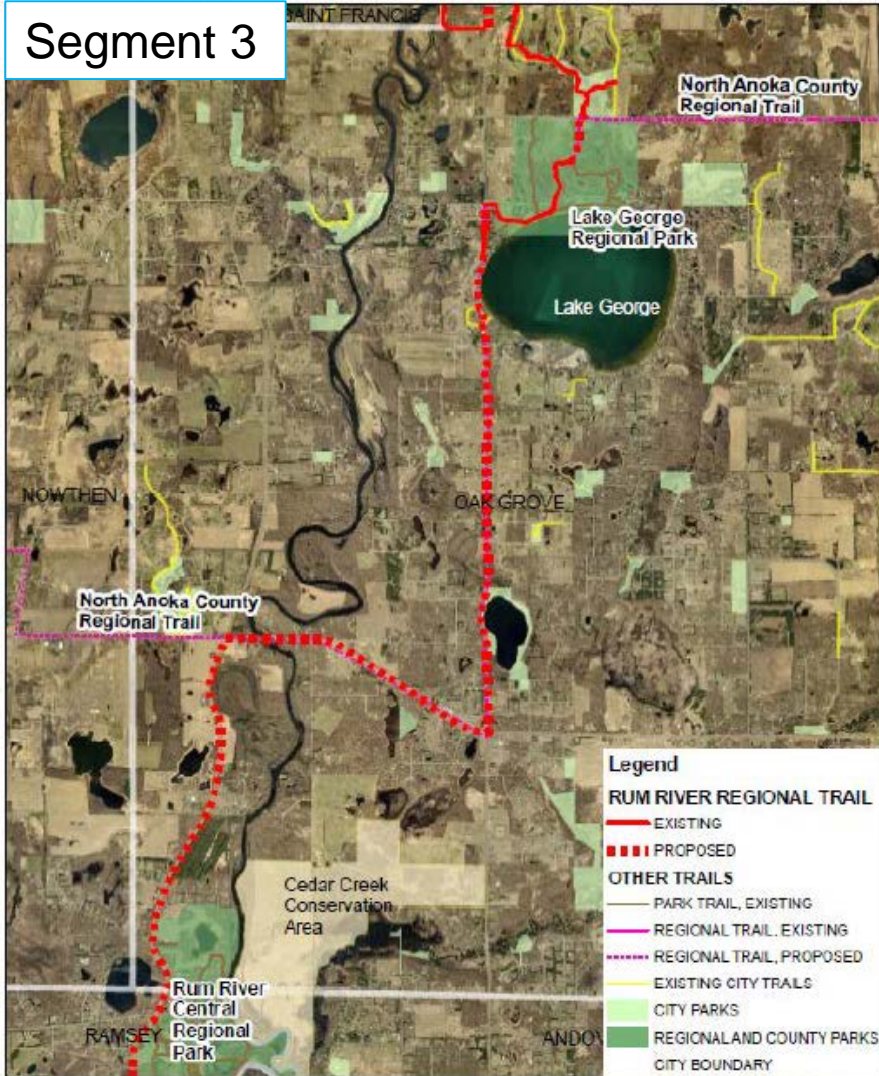 Segment 3
SAINT FRANCIS
North Anoka County
Regional Trail
Lake George
Regional Park
Lake George
NOWTHEN
OAK GROVE
North Anoka County
Regional Trail
Cedar Creek
Conservation
Area
Rum River
Central
Regional
Park
RAMSEY
ANDOV
Legend
RUM RIVER REGIONAL TRAIL
EXISTING
PROPOSED
OTHER TRAILS
PARK TRAIL, EXISTING
REGIONAL TRAIL, EXISTING
REGIONAL TRAIL, PROPOSED
EXISTING CITY TRAILS
CITY PARKS
REGIONAL AND COUNTY PARKS
CITY BOUNDARY